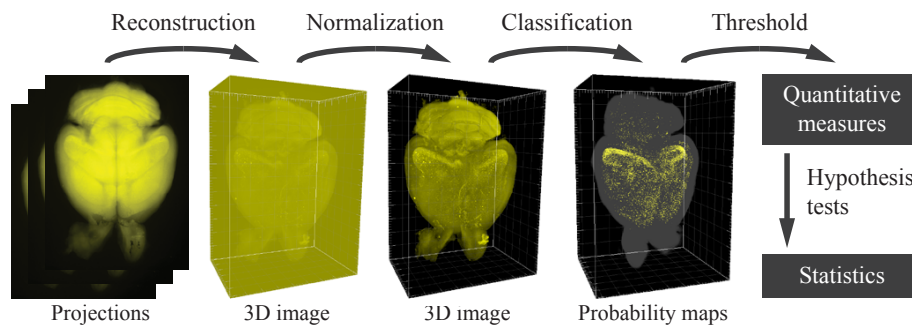 Reconstruction
Normalization
Classification
Threshold
Quantitative
measures
Hypothesis
tests
Statistics
Projections
3D image
3D image
Probability maps